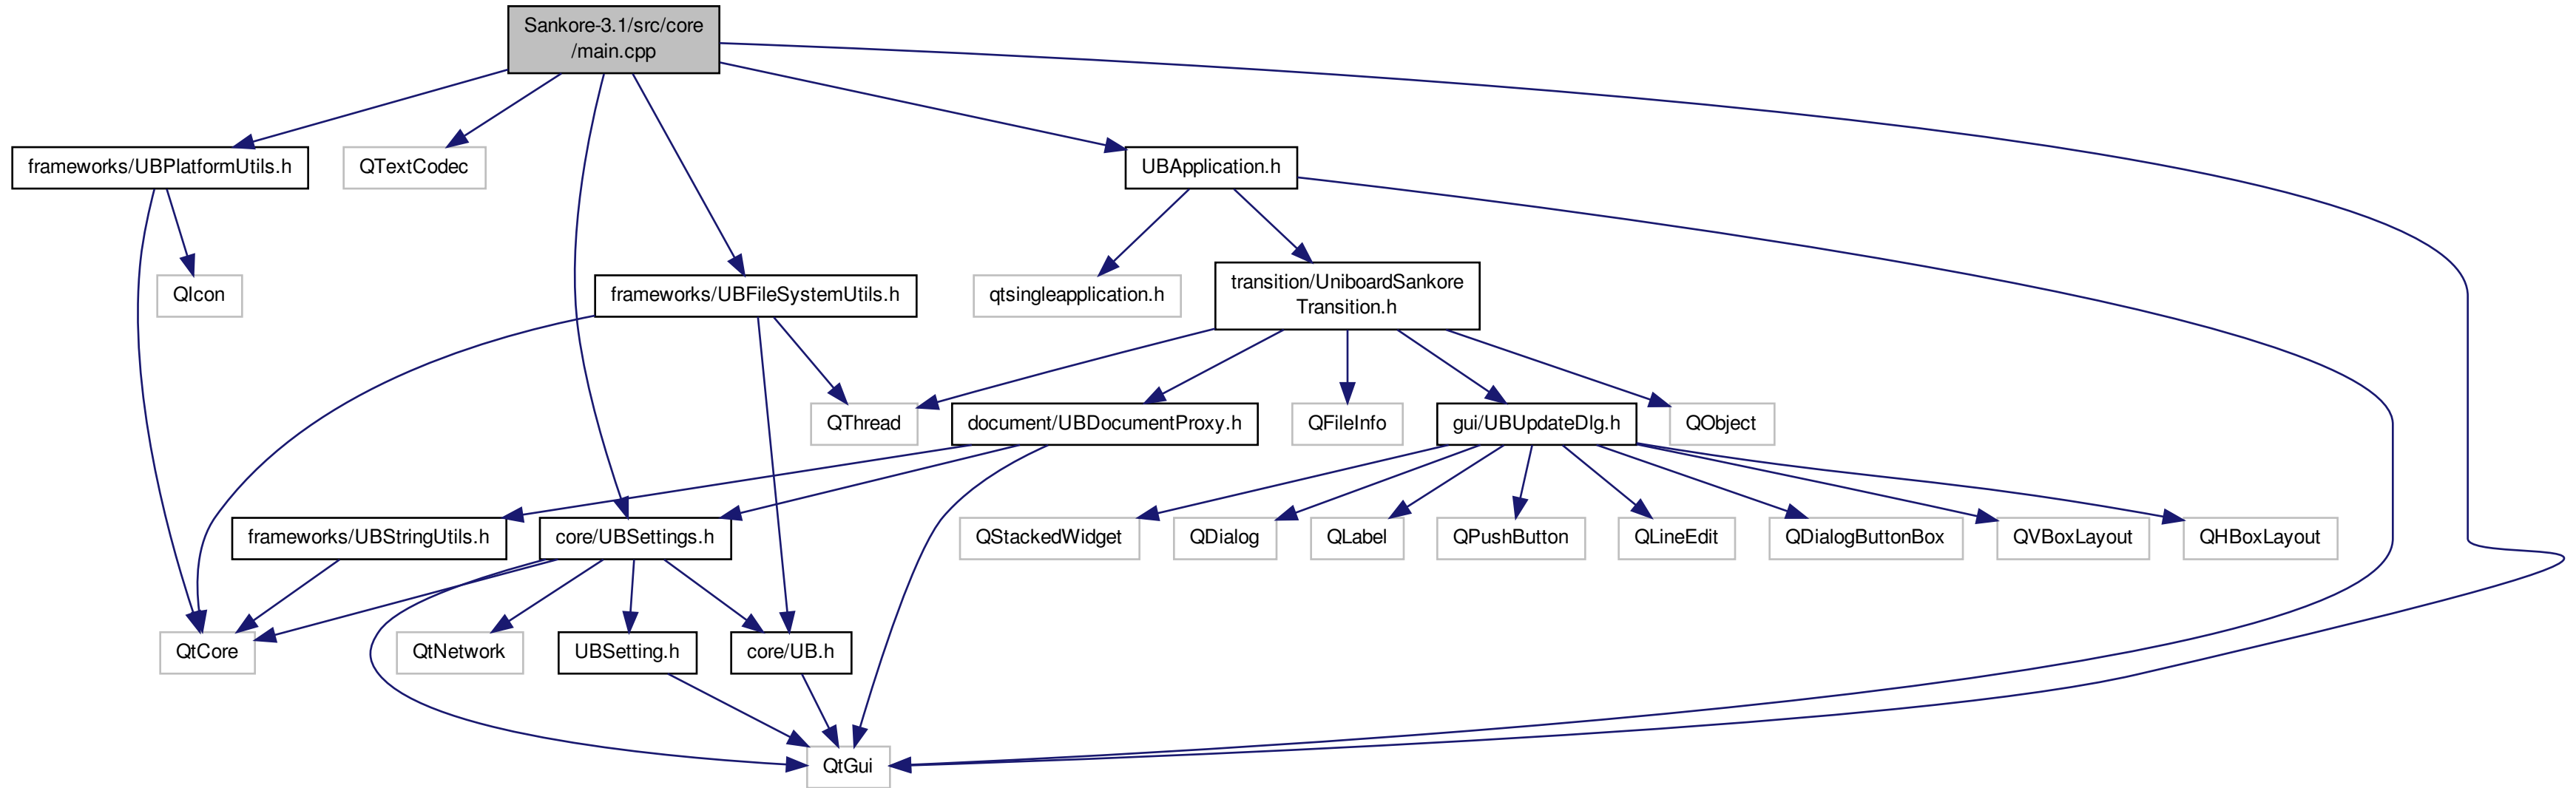 Sankore-3.1/src/core
/main.cpp
frameworks/UBPlatformUtils.h
QTextCodec
UBApplication.h
QIcon
frameworks/UBFileSystemUtils.h
qtsingleapplication.h
transition/UniboardSankore
Transition.h
QThread
document/UBDocumentProxy.h
QFileInfo
gui/UBUpdateDlg.h
QObject
frameworks/UBStringUtils.h
core/UBSettings.h
QStackedWidget
QDialog
QLabel
QPushButton
QLineEdit
QDialogButtonBox
QVBoxLayout
QHBoxLayout
QtCore
QtNetwork
UBSetting.h
core/UB.h
QtGui